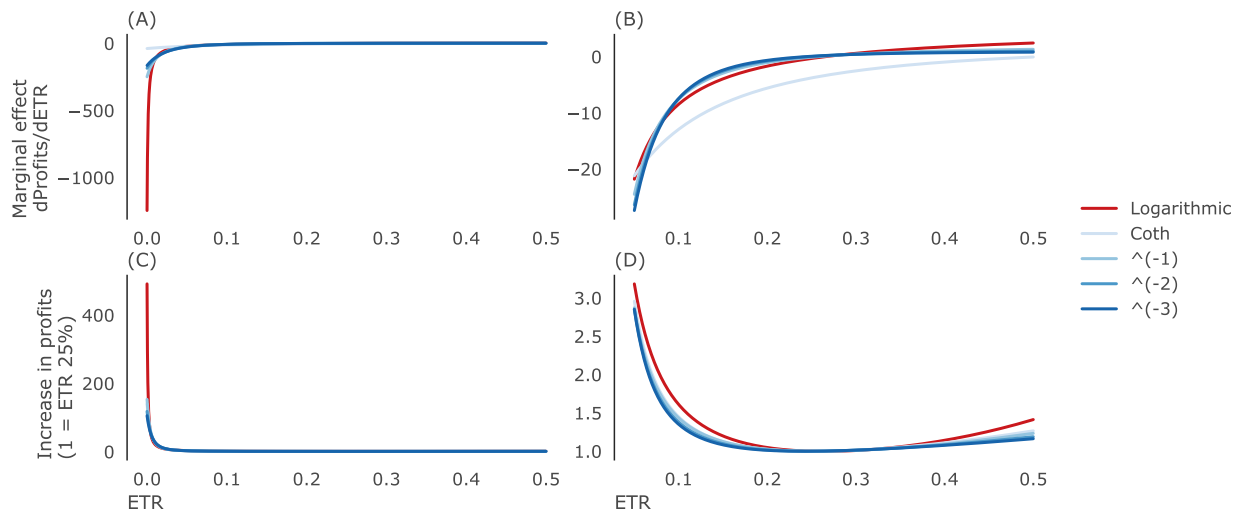 (A)
(B)
Marginal effect
dProfits/dETR
0
−500
−1000
0.0 0.1 0.2 0.3 0.4 0.5
0
−10
−20
0.1 0.2 0.3 0.4 0.5
Logarithmic
Coth
^(-1)
^(-2)
^(-3)
(C)
(D)
Increase in profits
(1 = ETR 25%)
400
200
0
0.0 0.1 0.2 0.3 0.4 0.5
ETR
3.0
2.5
2.0
1.5
1.0
0.1 0.2 0.3 0.4 0.5
ETR